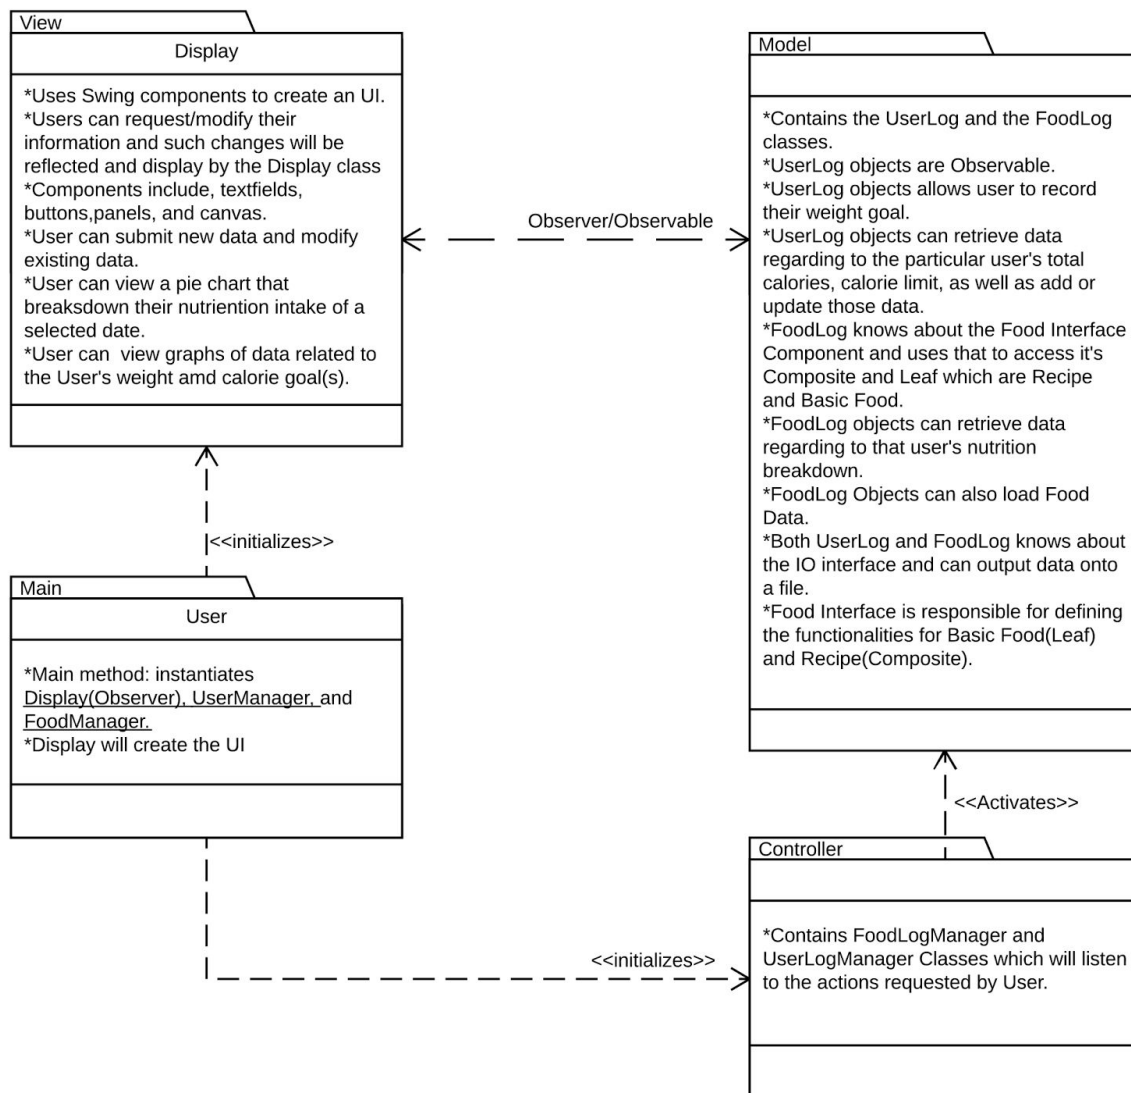 View
Display
*Uses Swing components to create an UI.
*Users can request/modify their
information and such changes will be
reflected and display by the Display class
*Components include, textfields,
buttons,panels, and canvas.
*User can submit new data and modify
existing data.
*User can view a pie chart that
breaksdown their nutriention intake of a
selected date.
*User can  view graphs of data related to
the User's weight amd calorie goal(s).
Observer/Observable
Model
*Contains the UserLog and the FoodLog
classes.
*UserLog objects are Observable.
*UserLog objects allows user to record
their weight goal.
*UserLog objects can retrieve data
regarding to the particular user's total
calories, calorie limit, as well as add or
update those data.
*FoodLog knows about the Food Interface
Component and uses that to access it's
Composite and Leaf which are Recipe
and Basic Food.
*FoodLog objects can retrieve data
regarding to that user's nutrition
breakdown.
*FoodLog Objects can also load Food
Data.
*Both UserLog and FoodLog knows about
the IO interface and can output data onto
a file.
*Food Interface is responsible for defining
the functionalities for Basic Food(Leaf)
and Recipe(Composite).
<<initializes>>
Main
User
*Main method: instantiates
Display(Observer), UserManager, and
FoodManager.
*Display will create the UI
<<Activates>>
<<initializes>>
Controller
*Contains FoodLogManager and
UserLogManager Classes which will listen
to the actions requested by User.